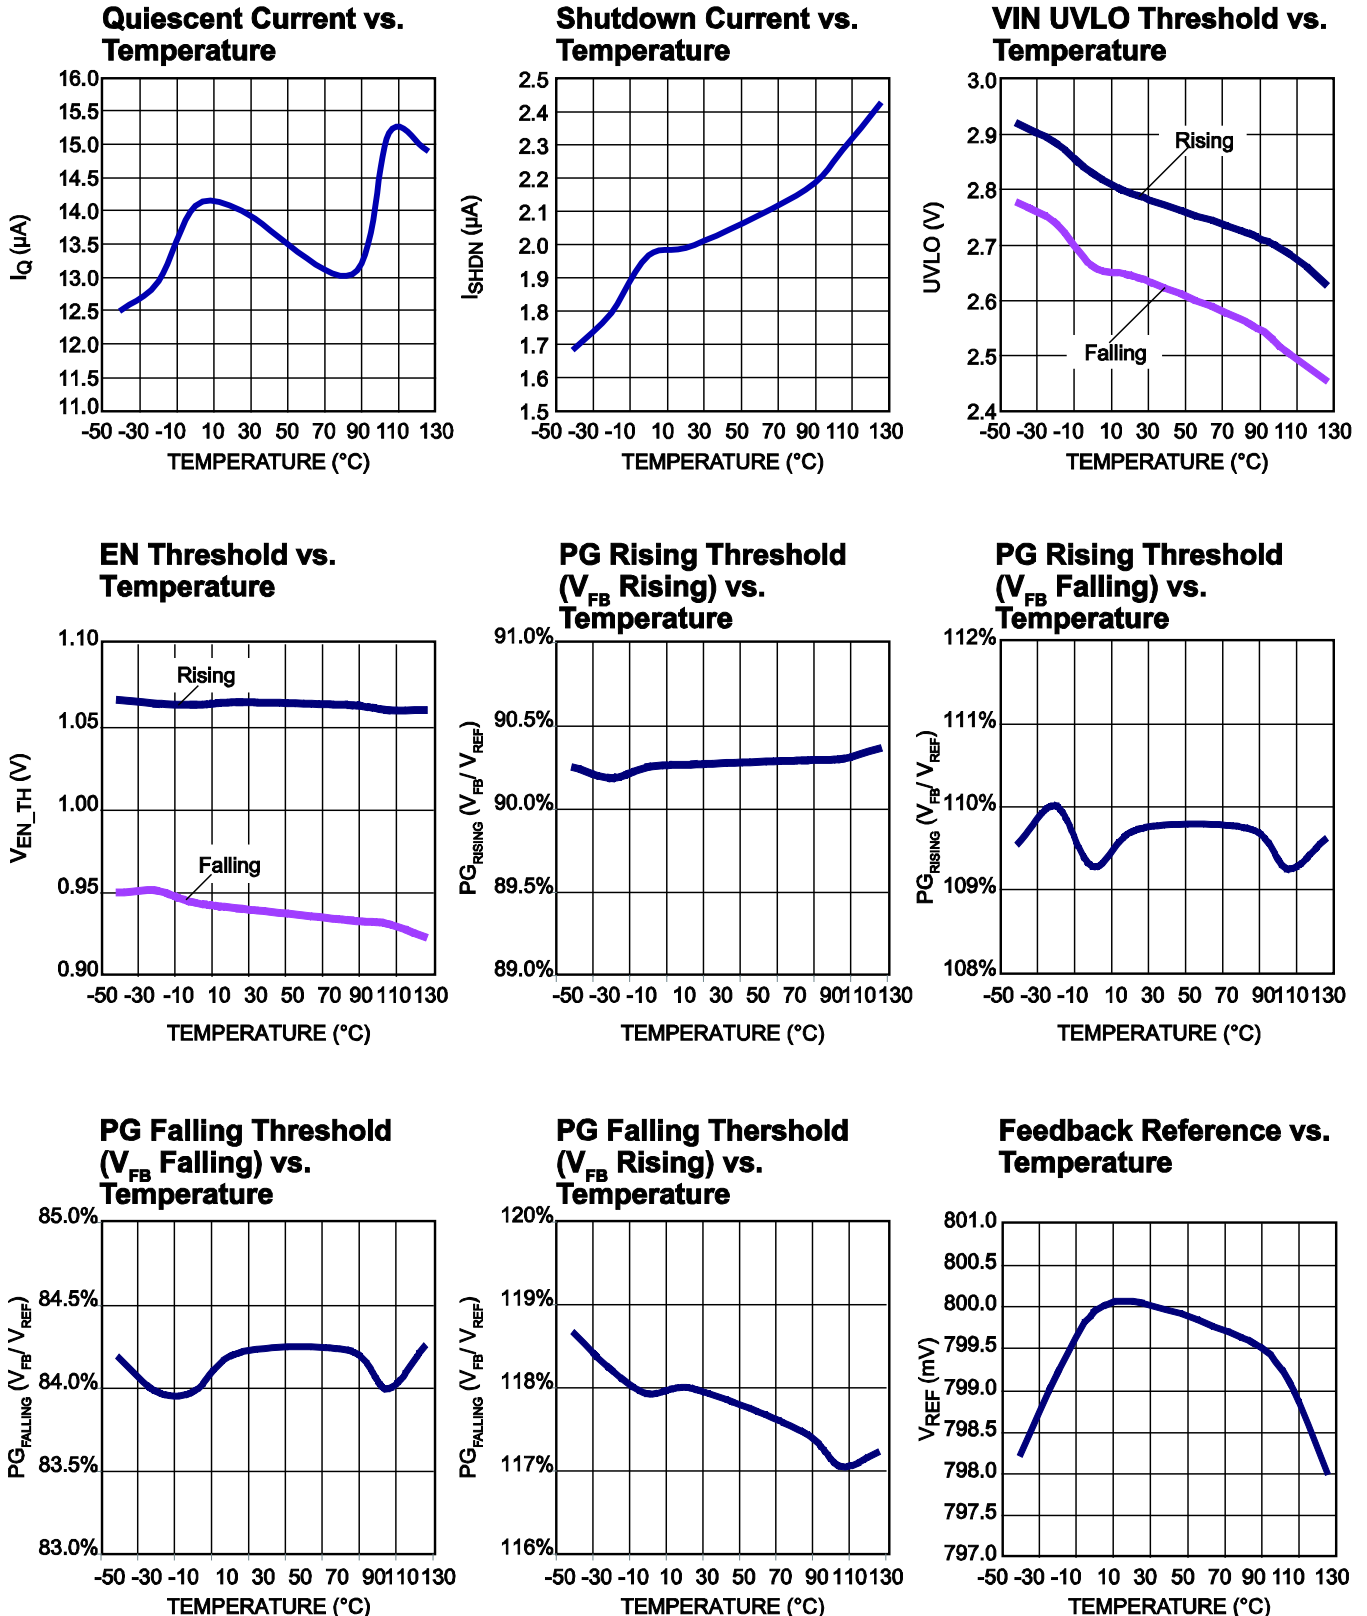 Quiescent Current vs.
Temperature
16.0
15.5
15.0
14.5
14.0
13.5
13.0
12.5
12.0
11.5
11.0
IQ (µA)
-50 -30 -10 10 30 50 70 90 110 130
TEMPERATURE (°C)
Shutdown Current vs.
Temperature
2.5
2.4
2.3
2.2
2.1
2.0
1.9
1.8
1.7
1.6
1.5
ISHDN (µA)
-50 -30 -10 10 30 50 70 90 110 130
TEMPERATURE (°C)
VIN UVLO Threshold vs.
Temperature
3.0
2.9
2.8
2.7
2.6
2.5
2.4
UVLO (V)
Rising
Falling
-50 -30 -10 10 30 50 70 90 110 130
TEMPERATURE (°C)
EN Threshold vs.
Temperature
1.10
1.05
1.00
0.95
0.90
VEN_TH (V)
Rising
Falling
-50 -30 -10 10 30 50 70 90 110 130
TEMPERATURE (°C)
PG Rising Threshold
(VFB Rising) vs.
Temperature
91.0%
90.5%
90.0%
89.5%
89.0%
PGRISING (VFB/ VREF)
-50 -30 -10 10 30 50 70 90 110 130
TEMPERATURE (°C)
PG Rising Threshold
(VFB Falling) vs.
Temperature
112%
111%
110%
109%
108%
PGRISING (VFB/ VREF)
-50 -30 -10 10 30 50 70 90 110 130
TEMPERATURE (°C)
PG Falling Threshold
(VFB Falling) vs.
Temperature
85.0%
84.5%
84.0%
83.5%
83.0%
PGFALLING (VFB/ VREF)
-50 -30 -10 10 30 50 70 90 110 130
TEMPERATURE (°C)
PG Falling Thershold
(VFB Rising) vs.
Temperature
120%
119%
118%
117%
116%
PGFALLING (VFB/ VREF)
-50 -30 -10 10 30 50 70 90 110 130
TEMPERATURE (°C)
Feedback Reference vs.
Temperature
801.0
800.5
800.0
799.5
799.0
798.5
798.0
797.5
797.0
VREF (mV)
-50 -30 -10 10 30 50 70 90 110 130
TEMPERATURE (°C)